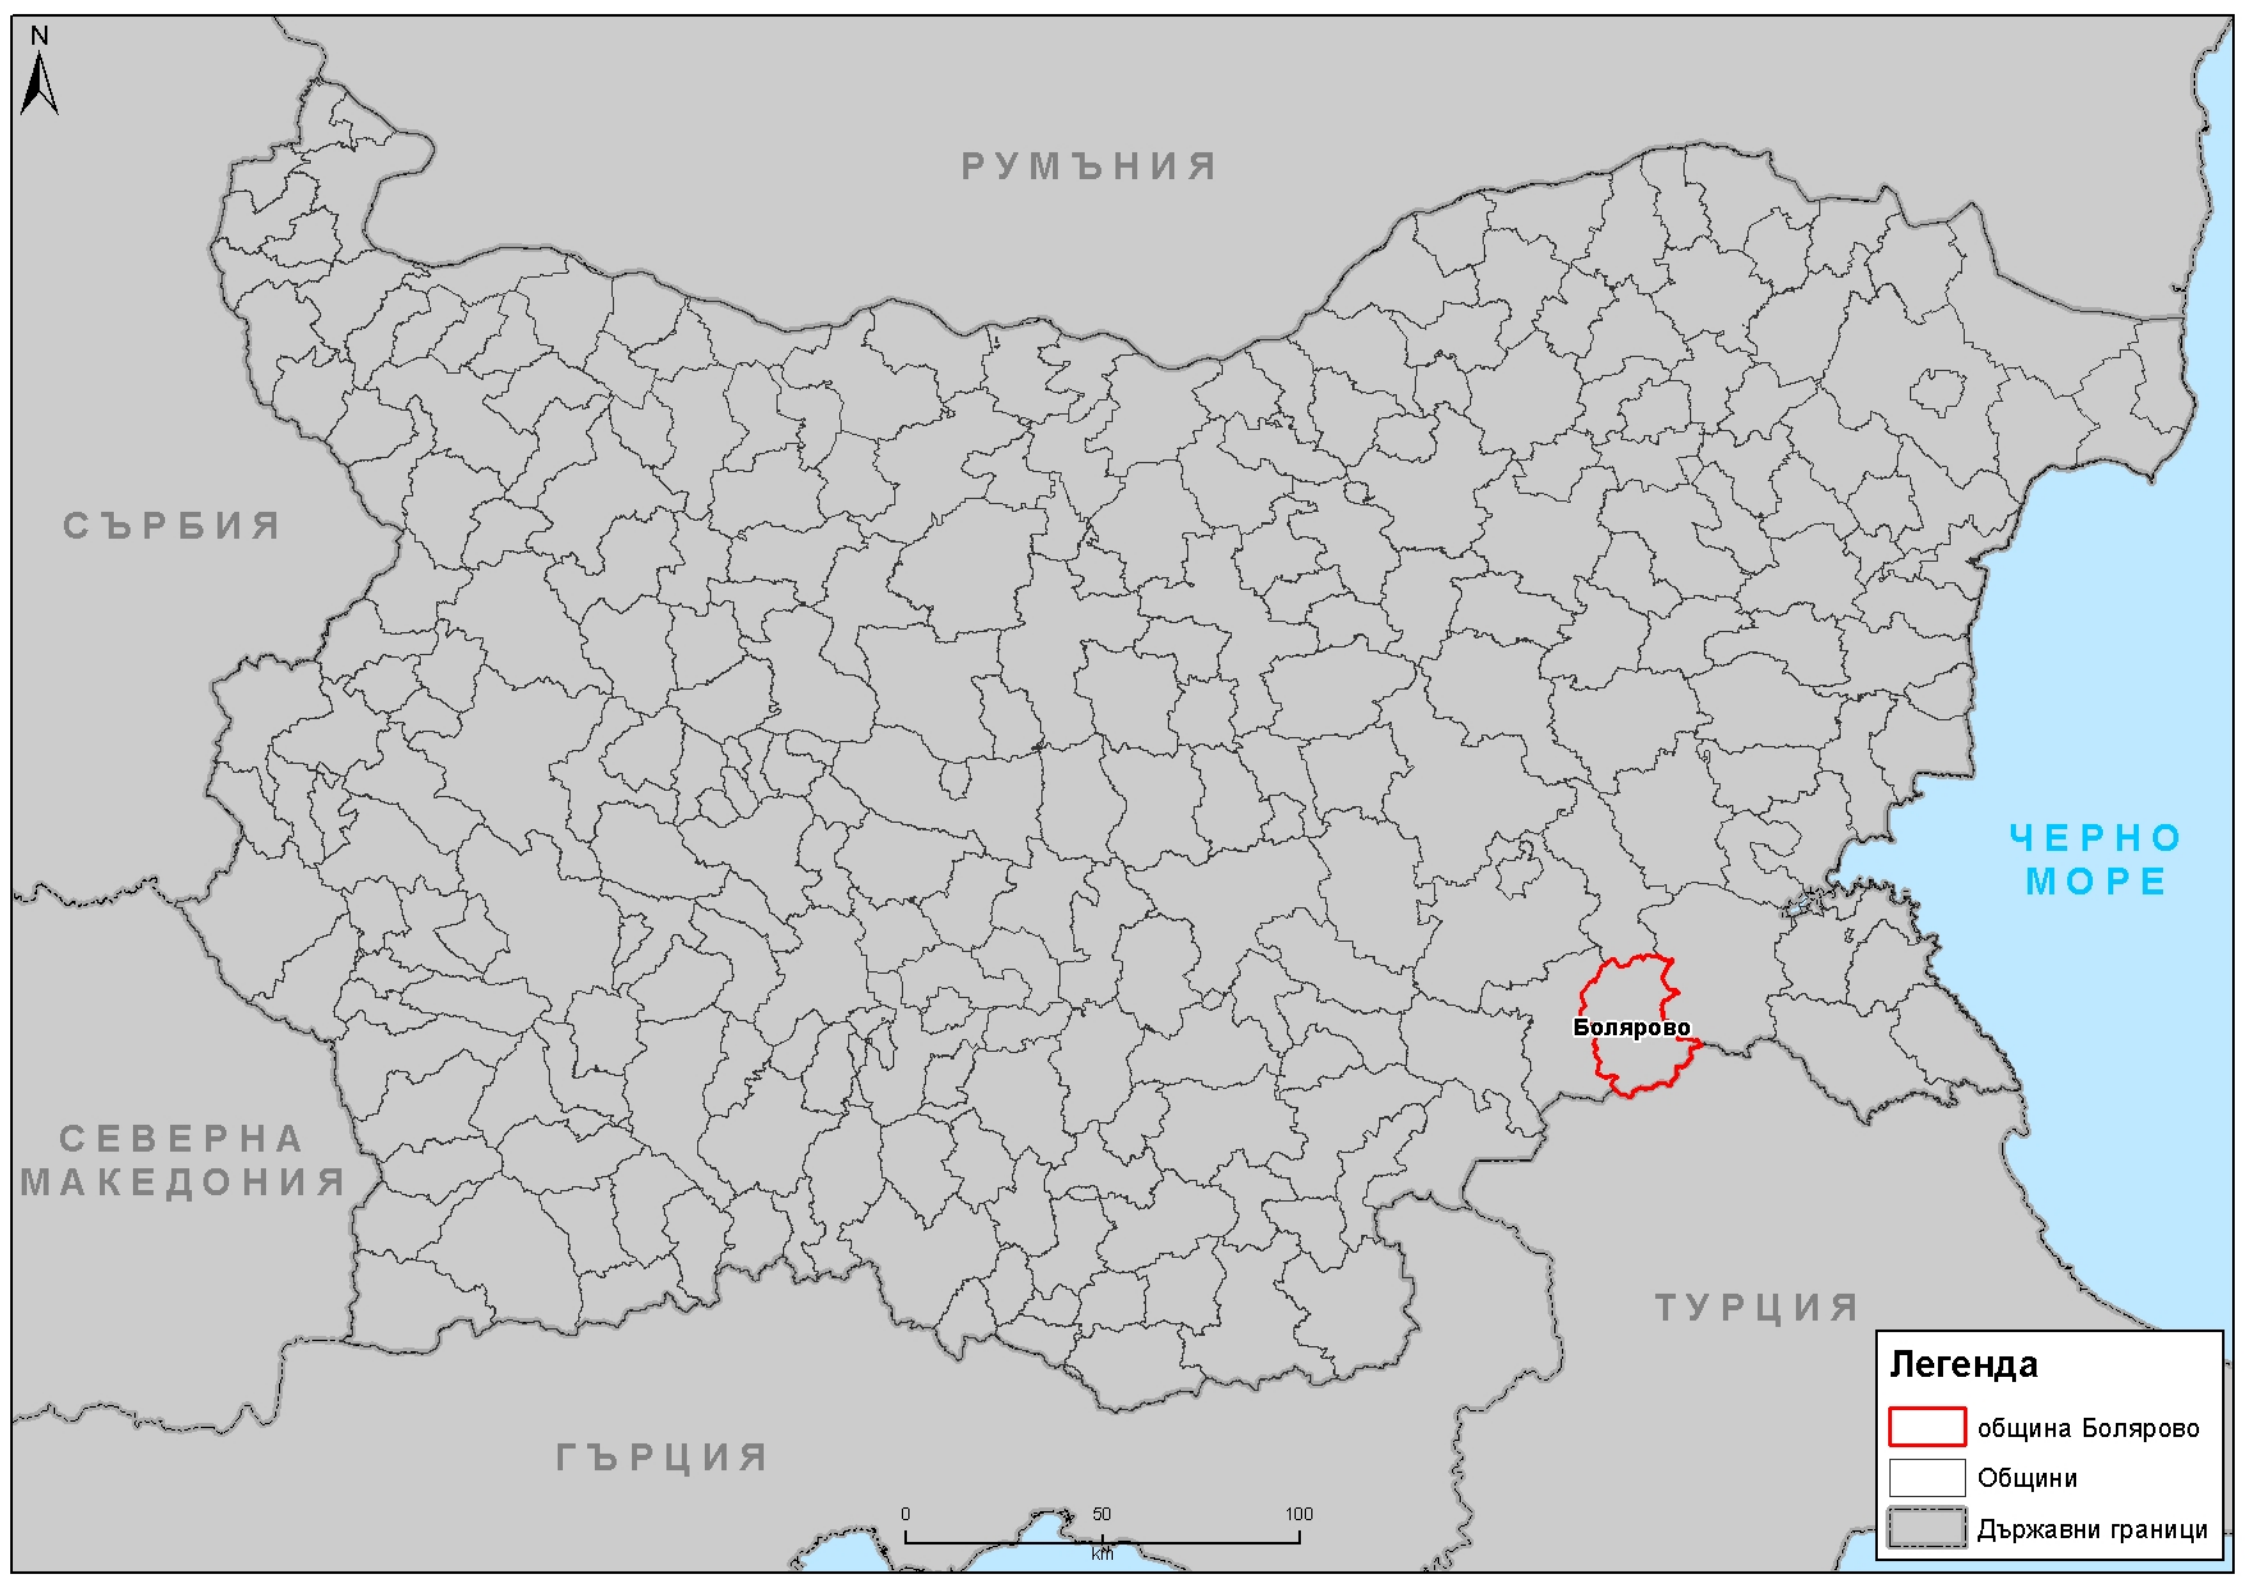 N
РУМЪНИЯ
СЪРБИЯ
ЧЕРНО
МОРЕ
Болярово
СЕВЕРНА
МАКЕДОНИЯ
ТУРЦИЯ
ГЪРЦИЯ
0 50 100
km
Легенда
община Болярово
Общини
Държавни граници